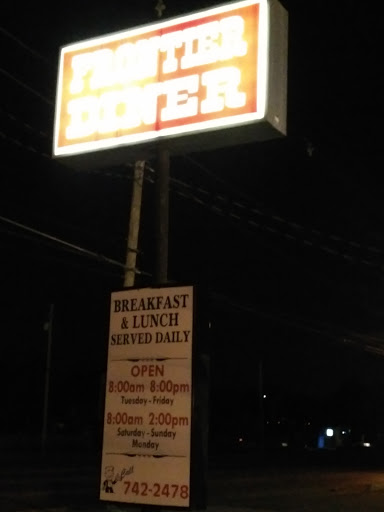 FRONTIER
DINER
BREAKFAST
& LUNCH
SERVED DAILY
OPEN
8:00am 8:00pm
Tuesday - Friday
8:00am 2:00pm
Saturday - Sunday
Monday
742-2478